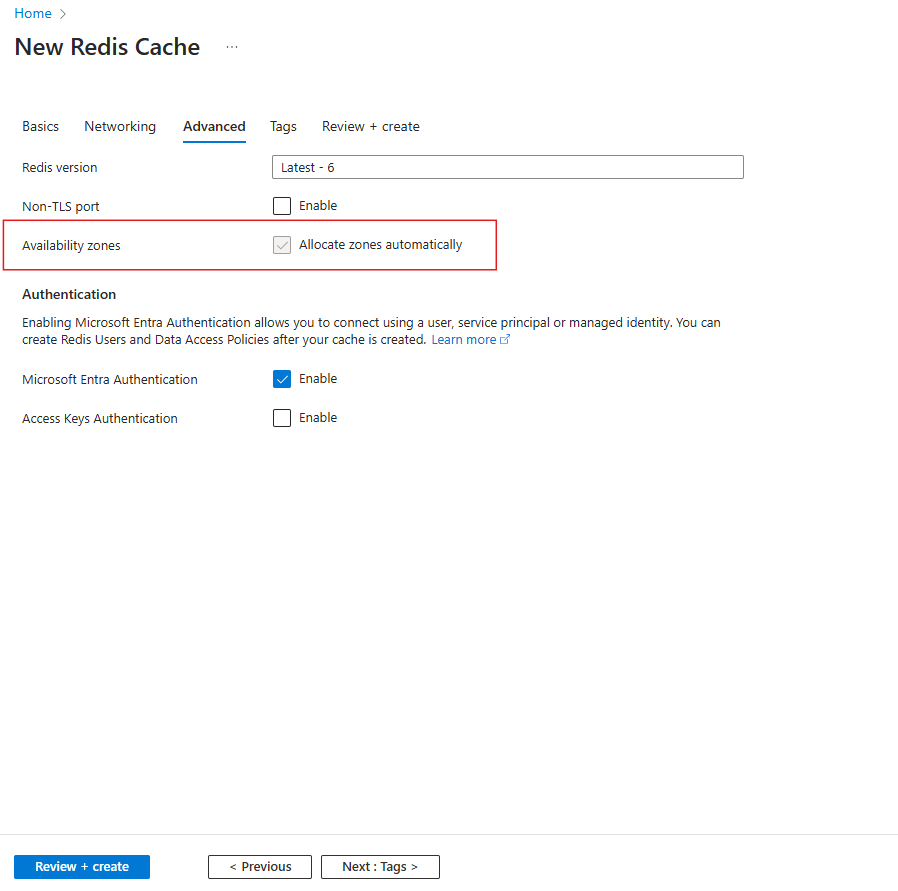 Home
New Redis Cache ...
Basics Networking Advanced Tags Review + create
Redis version Latest - 6
Non-TLS port Enable
Availability zones Allocate zones automatically
Authentication
Enabling Microsoft Entra Authentication allows you to connect using a user, service principal or managed identity. You can
create Redis Users and Data Access Policies after your cache is created. Learn more
Microsoft Entra Authentication Enable
Access Keys Authentication Enable
Review + create < Previous Next : Tags >